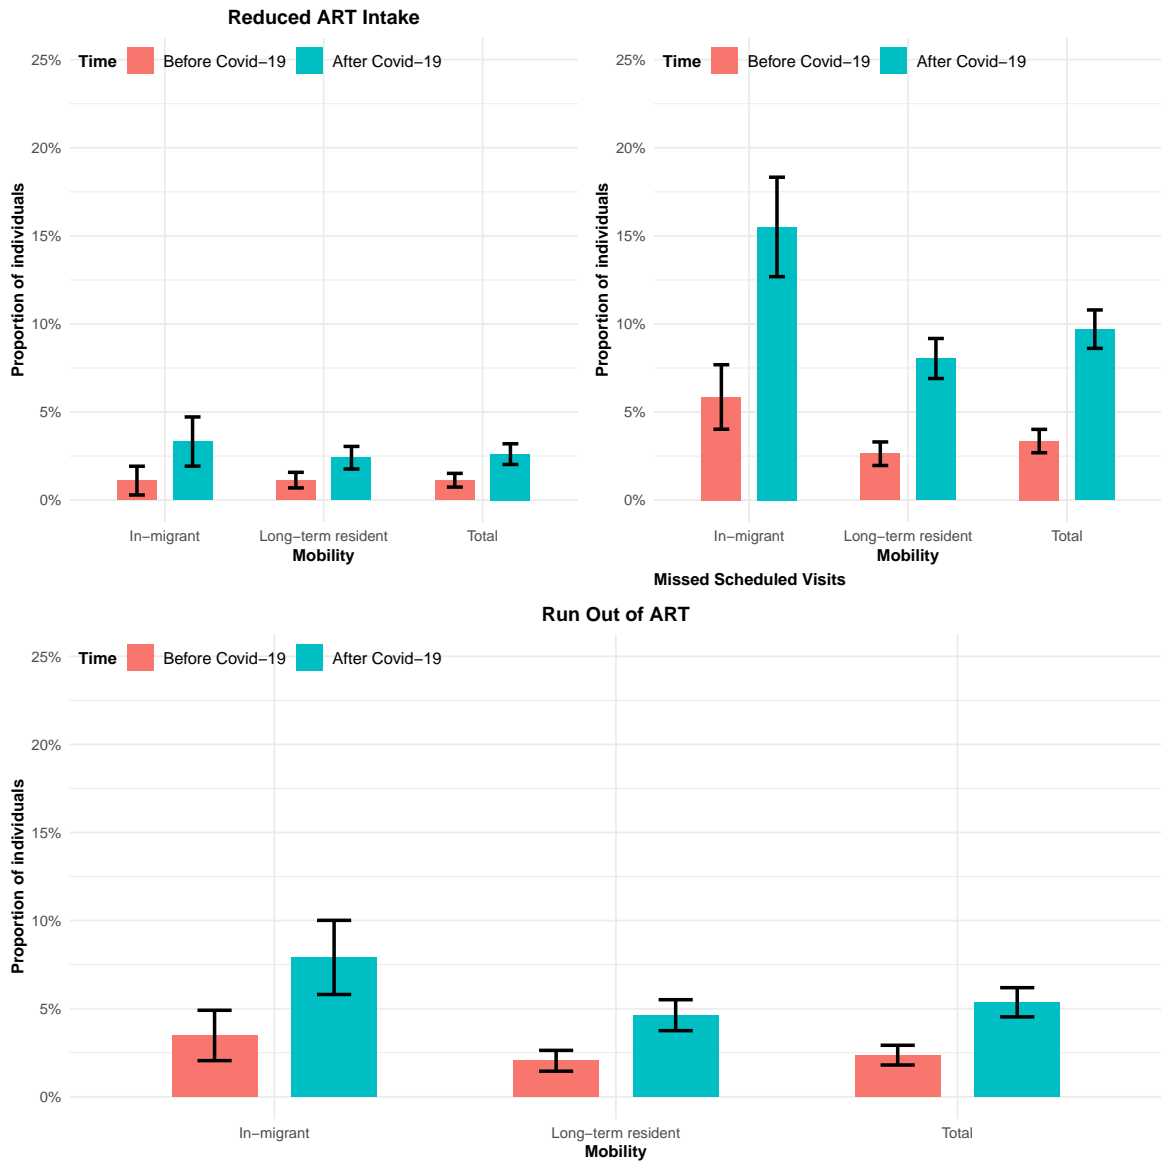 Reduced ART Intake
Time Before Covid−19 After Covid−19
25%
20%
15%
10%
5%
0%
Proportion of individuals
In−migrant Long−term resident Total
Mobility
Time Before Covid−19 After Covid−19
25%
20%
15%
10%
5%
0%
Proportion of individuals
In−migrant Long−term resident Total
Mobility
Missed Scheduled Visits
Run Out of ART
Time Before Covid−19 After Covid−19
25%
20%
15%
10%
5%
0%
Proportion of individuals
In−migrant Long−term resident Total
Mobility